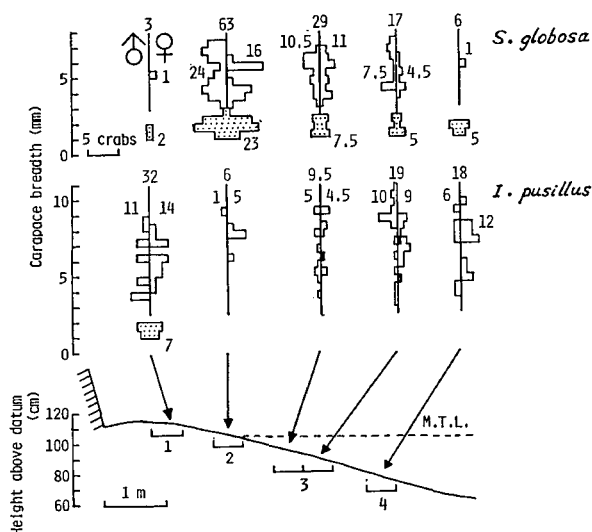 3 63 29 17 6 S. globosa
♂ ♀ 1 16 10.5 11 1
24 7.5 4.5
5
5 crabs 2 23 7.5 5 5
0
Carapace breadth (mm)
32 6 9.5 19 18 I. pusillus
10 11 14 1 5 5 4.5 10 9 6 12
5
0 7
Height above datum (cm)
120
100
80
60
M.T.L.
1 2 3 4
1 m